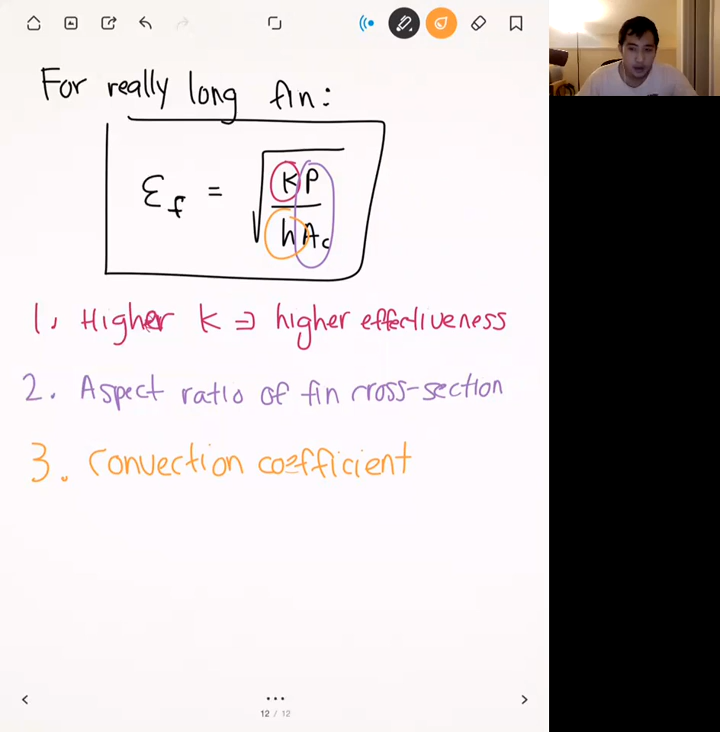 For really long fin:
εf = √kP/hAc
1. Higher k ⇒ higher effectiveness
2. Aspect ratio of fin cross-section
3. Convection coefficient
12 / 12